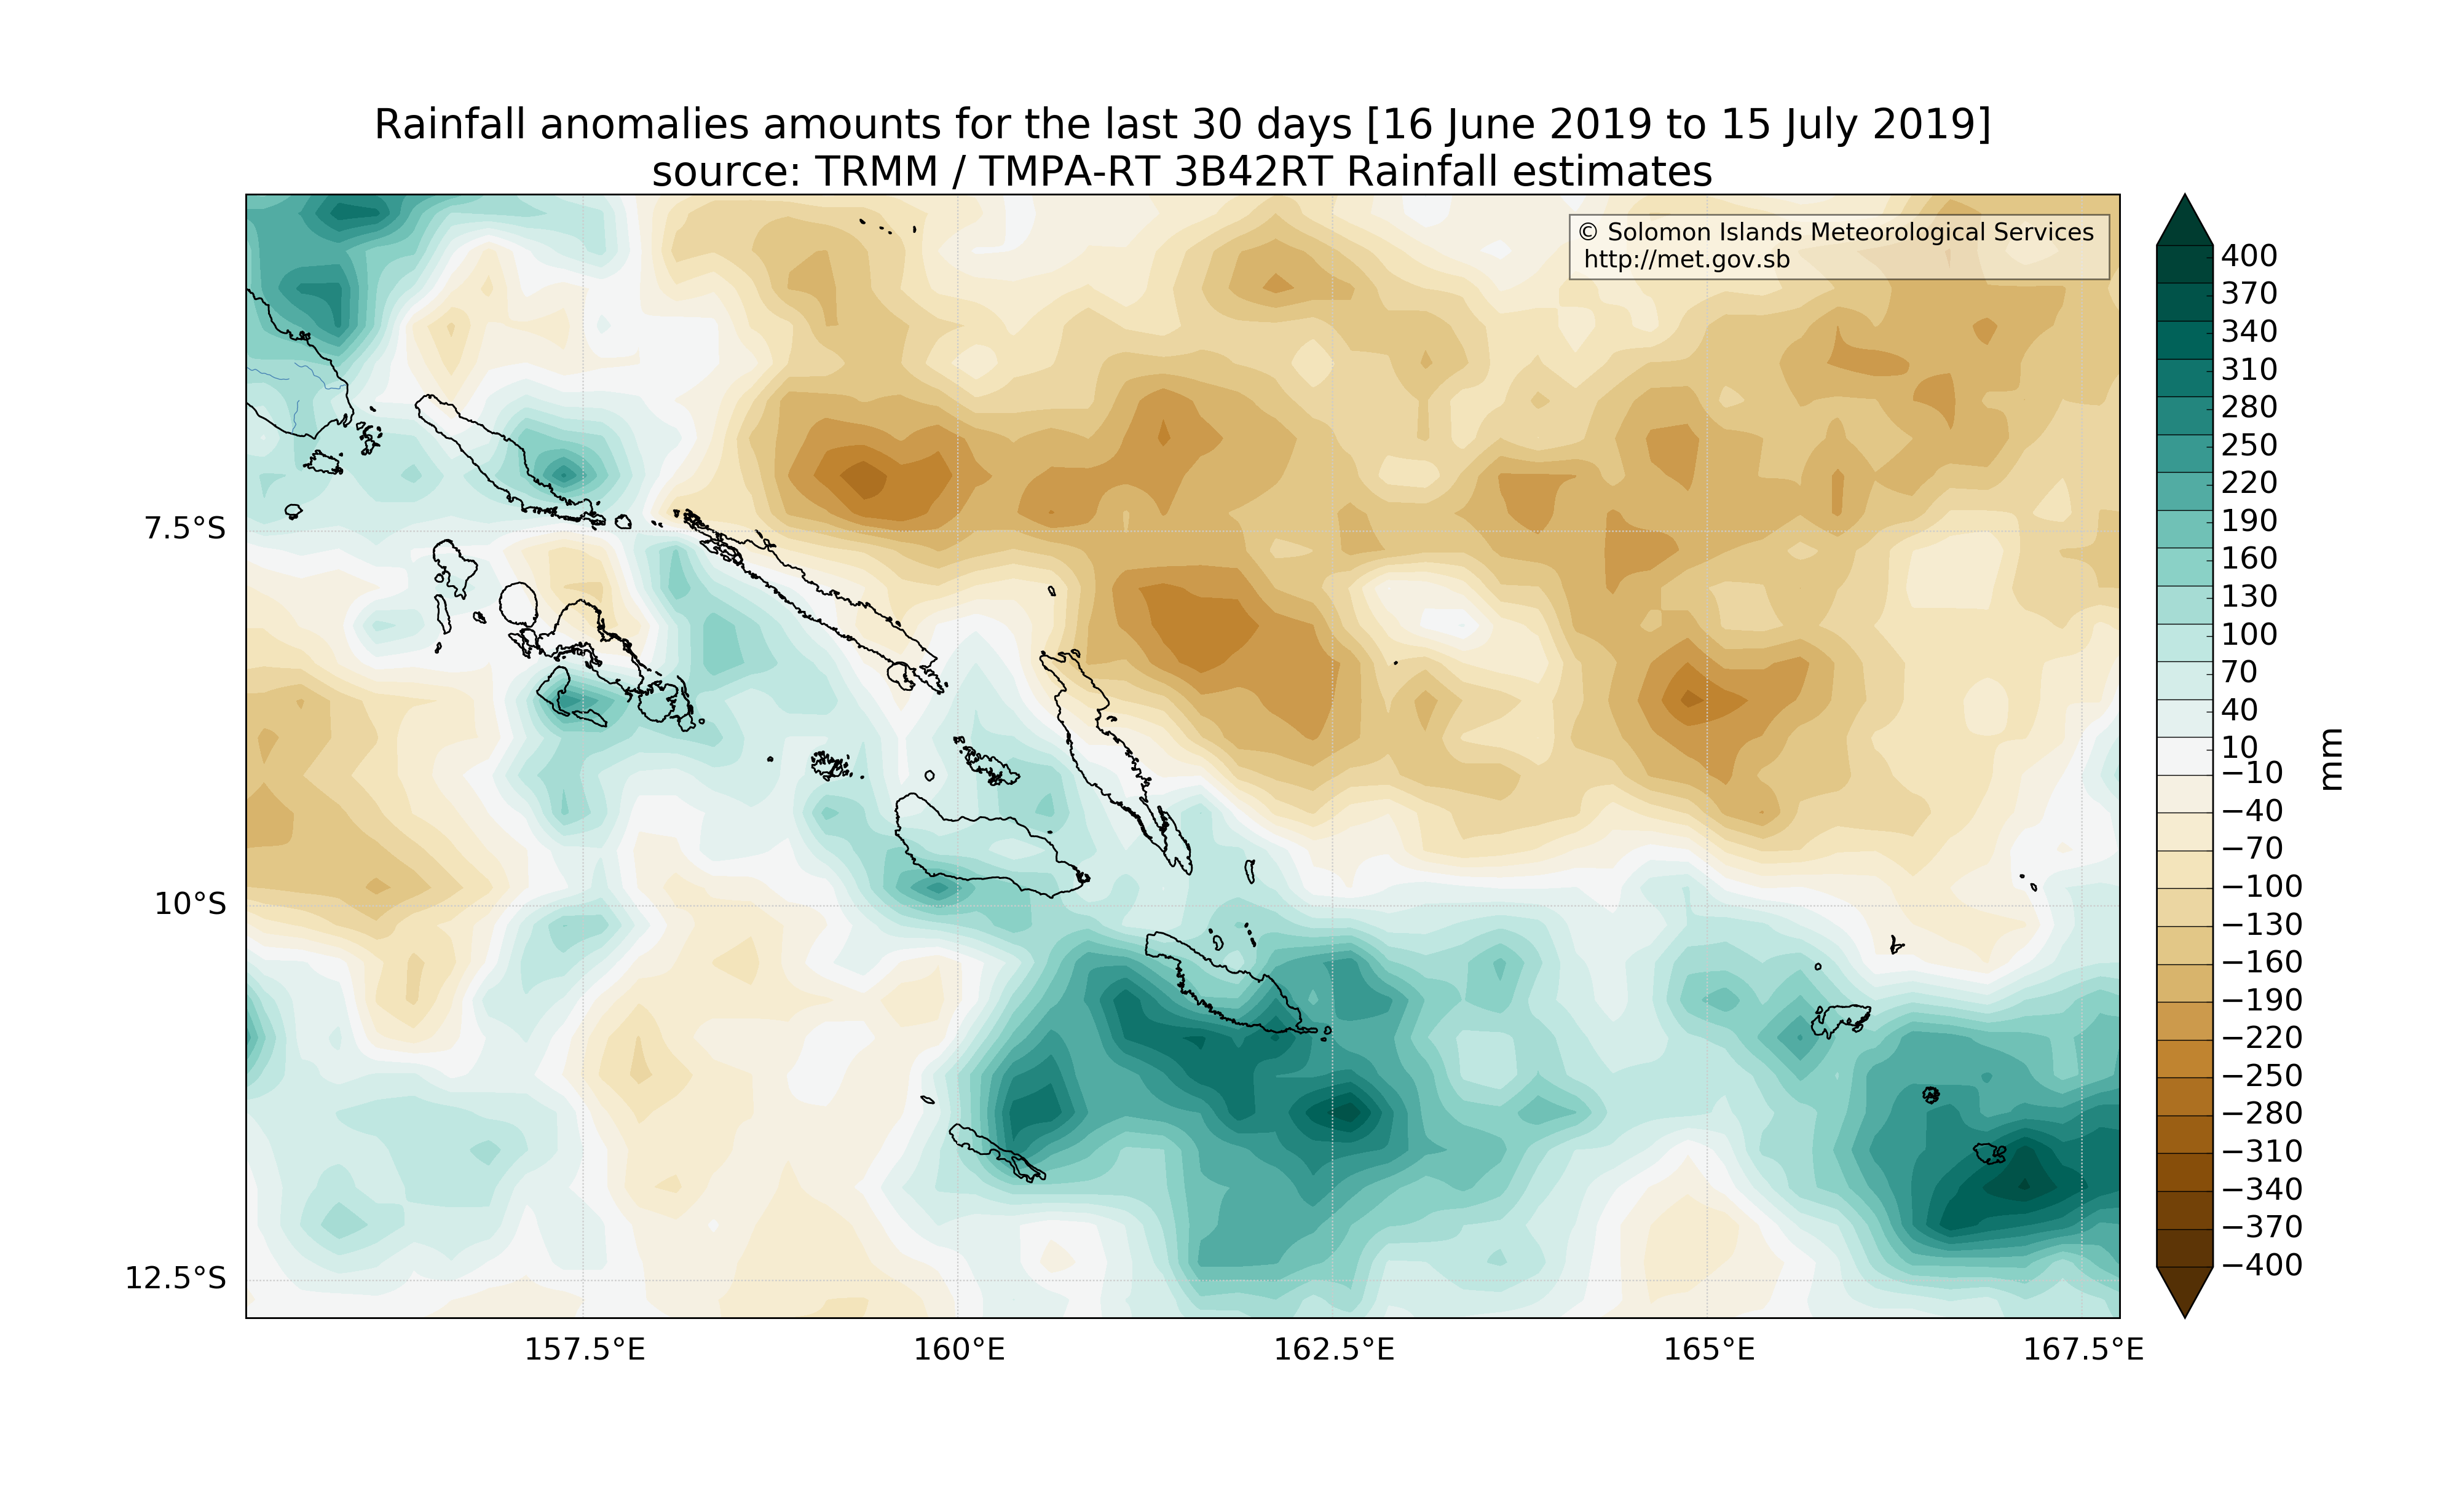 Rainfall anomalies amounts for the last 30 days [16 June 2019 to 15 July 2019]
source: TRMM / TMPA-RT 3B42RT Rainfall estimates
© Solomon Islands Meteorological Services
http://met.gov.sb
7.5°S
10°S
12.5°S
157.5°E
160°E
162.5°E
165°E
167.5°E
400
370
340
310
280
250
220
190
160
130
100
70
40
10
−10
−40
−70
−100
−130
−160
−190
−220
−250
−280
−310
−340
−370
−400
mm